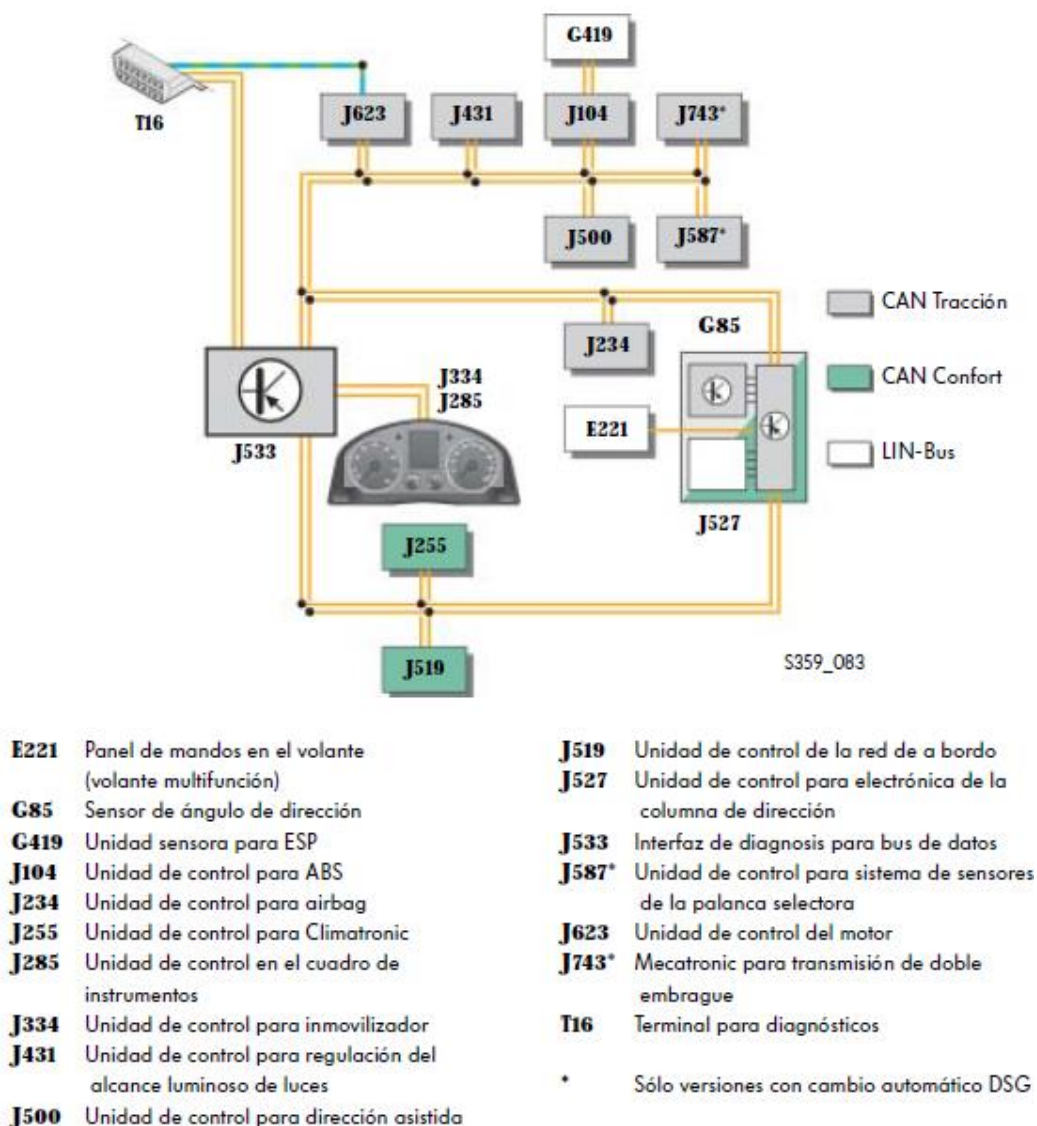 G419
T16
J623
J431
J104
J743*
J500
J587*
CAN Tracción
G85
J234
J334
J285
CAN Confort
E221
J533
LIN-Bus
J527
J255
J519
S359_083
E221 Panel de mandos en el volante
(volante multifunción)
G85 Sensor de ángulo de dirección
G419 Unidad sensora para ESP
J104 Unidad de control para ABS
J234 Unidad de control para airbag
J255 Unidad de control para Climatronic
J285 Unidad de control en el cuadro de
instrumentos
J334 Unidad de control para inmovilizador
J431 Unidad de control para regulación del
alcance luminoso de luces
J500 Unidad de control para dirección asistida
J519 Unidad de control de la red de a bordo
J527 Unidad de control para electrónica de la
columna de dirección
J533 Interfaz de diagnosis para bus de datos
J587* Unidad de control para sistema de sensores
de la palanca selectora
J623 Unidad de control del motor
J743* Mecatronic para transmisión de doble
embrague
T16 Terminal para diagnósticos
* Sólo versiones con cambio automático DSG